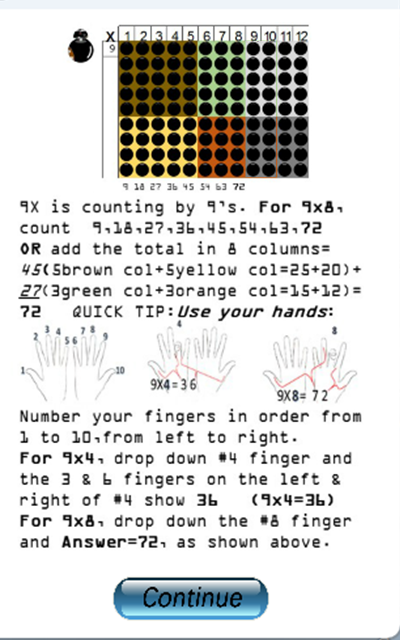 X 1 2 3 4 5 6 7 8 9 10 11 12
9
9 18 27 36 45 54 63 72
9X is counting by 9's. For 9x8,
count 9,18,27,36,45,54,63,72
OR add the total in 8 columns=
45(5brown col+5yellow col=25+20)+
27(3green col+3orange col=15+12)=
72 QUICK TIP:Use your hands:
1 2 3 4 5 6 7 8 9 10
4
9X4=36
8
9X8= 72
Number your fingers in order from
1 to 10,from left to right.
For 9x4, drop down #4 finger and
the 3 & 6 fingers on the left &
right of #4 show 36 (9x4=36)
For 9x8, drop down the #8 finger
and Answer=72, as shown above.
Continue